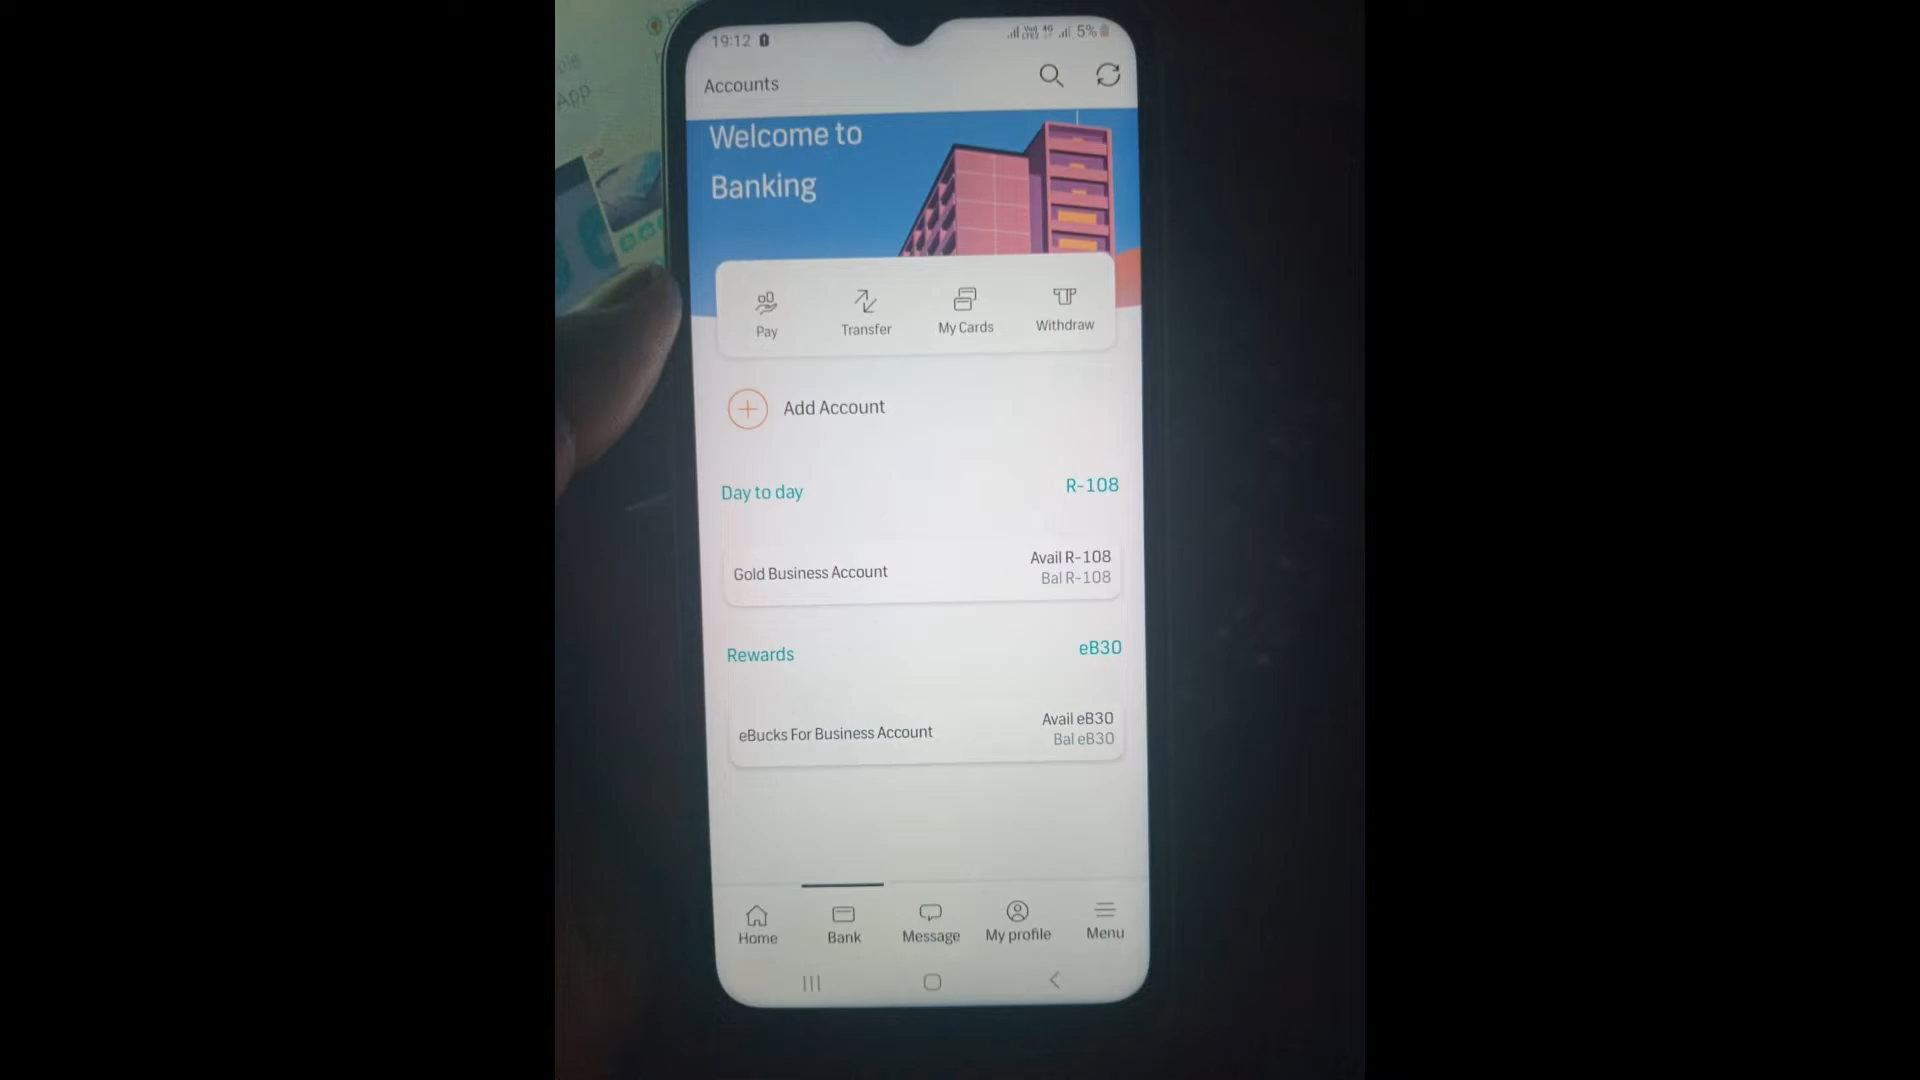 19:12
5%
Accounts
Welcome to
Banking
Pay
Transfer
My Cards
Withdraw
Add Account
Day to day
R-108
Gold Business Account
Avail R-108
Bal R-108
Rewards
eB30
eBucks For Business Account
Avail eB30
Bal eB30
Home
Bank
Message
My profile
Menu
App